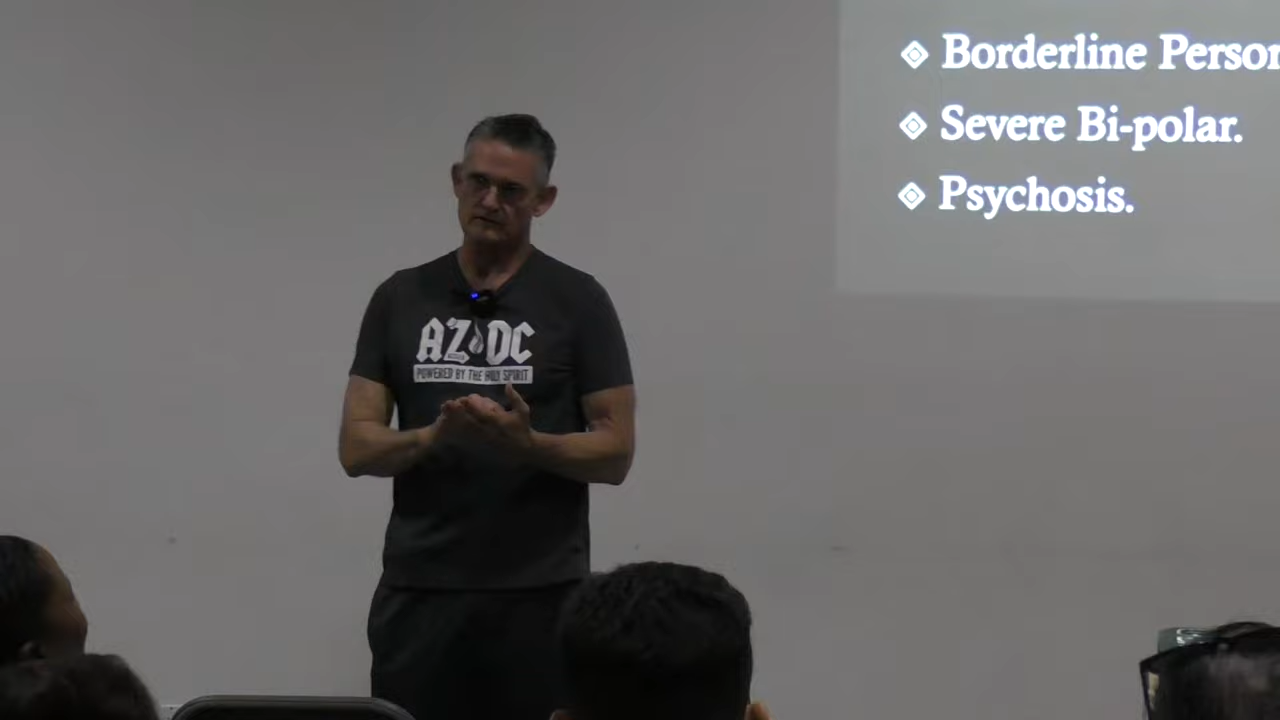 Borderline Person
Severe Bi-polar.
Psychosis.
AZ DC
POWERED BY THE HOLY SPIRIT